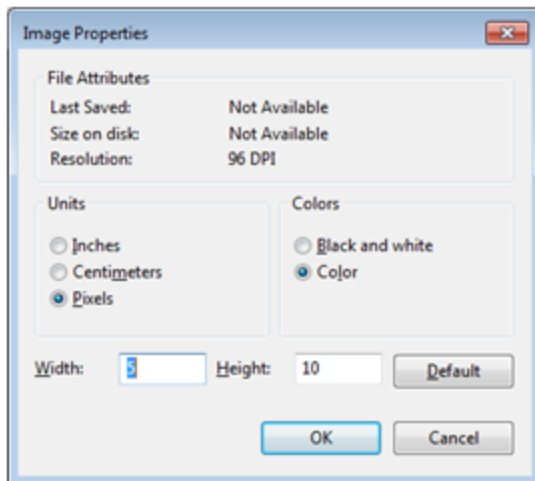 Image Properties
File Attributes
Last Saved: Not Available
Size on disk: Not Available
Resolution: 96 DPI
Units
Inches
Centimeters
Pixels
Colors
Black and white
Color
Width: 5 Height: 10 Default
OK Cancel